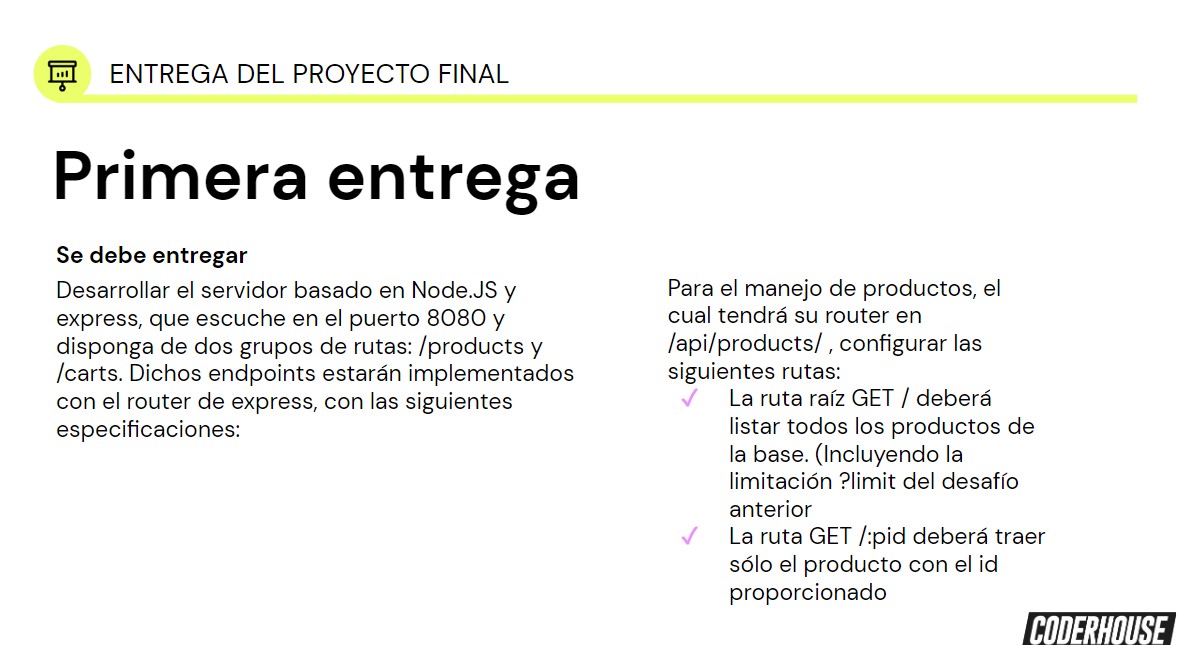 ENTREGA DEL PROYECTO FINAL
Primera entrega
Se debe entregar
Desarrollar el servidor basado en Node.JS y
express, que escuche en el puerto 8080 y
disponga de dos grupos de rutas: /products y
/carts. Dichos endpoints estarán implementados
con el router de express, con las siguientes
especificaciones:
Para el manejo de productos, el
cual tendrá su router en
/api/products/ , configurar las
siguientes rutas:
✓ La ruta raíz GET / deberá
listar todos los productos de
la base. (Incluyendo la
limitación ?limit del desafío
anterior
✓ La ruta GET /:pid deberá traer
sólo el producto con el id
proporcionado
CODERHOUSE